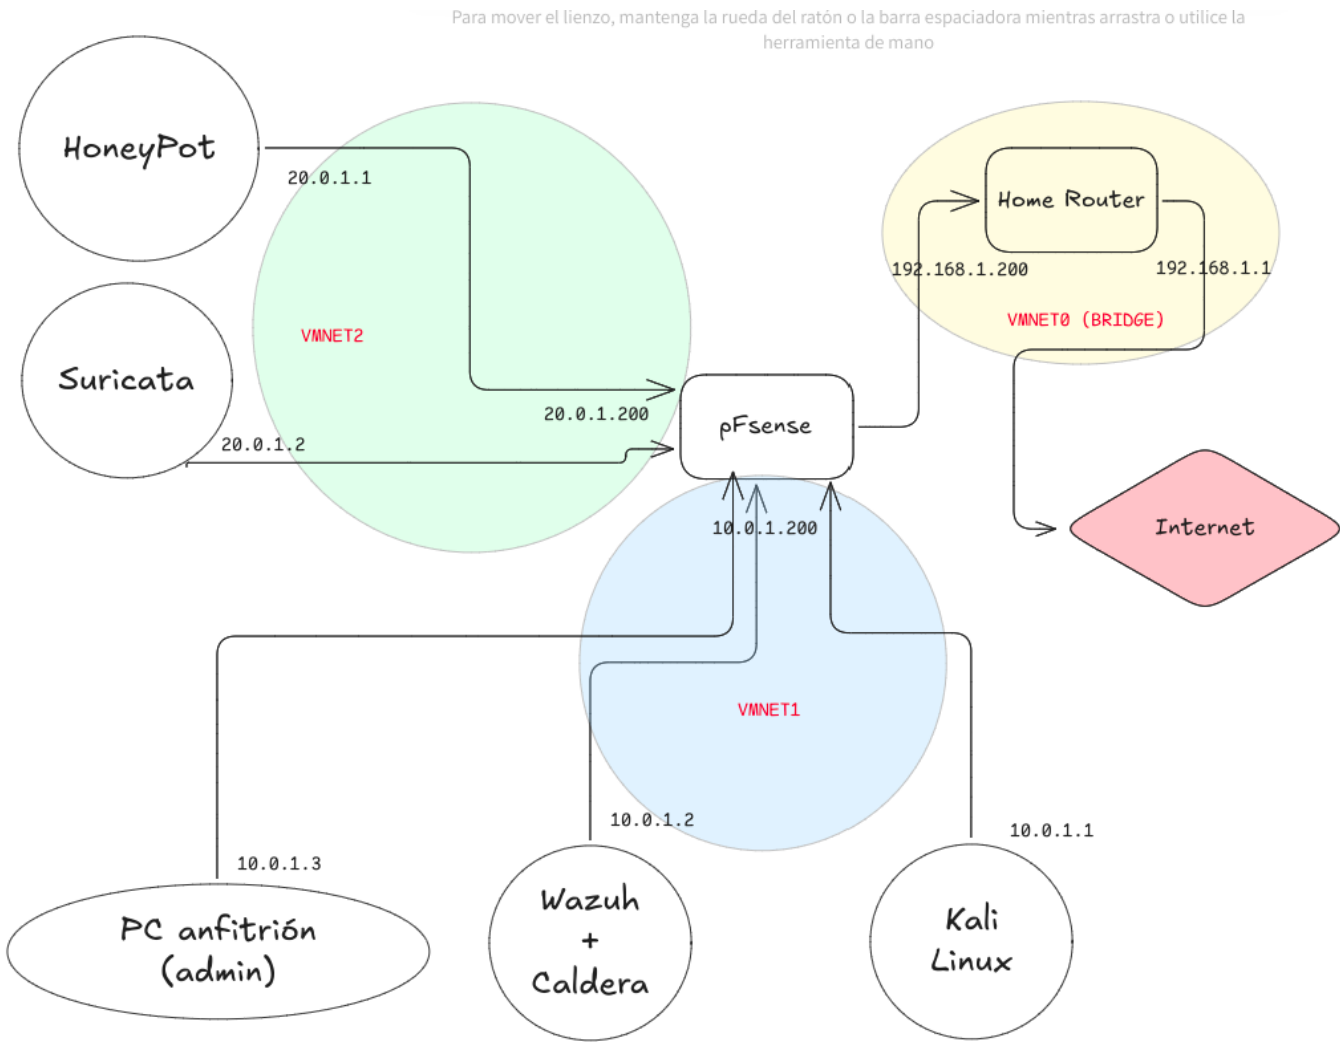 Para mover el lienzo, mantenga la rueda del ratón o la barra espaciadora mientras arrastra o utilice la
herramienta de mano
HoneyPot
20.0.1.1
Home Router
192.168.1.200
192.168.1.1
VMNET0 (BRIDGE)
VMNET2
Suricata
20.0.1.200
20.0.1.2
pFsense
10.0.1.200
Internet
VMNET1
10.0.1.2
10.0.1.1
10.0.1.3
PC anfitrión
(admin)
Wazuh
+
Caldera
Kali
Linux